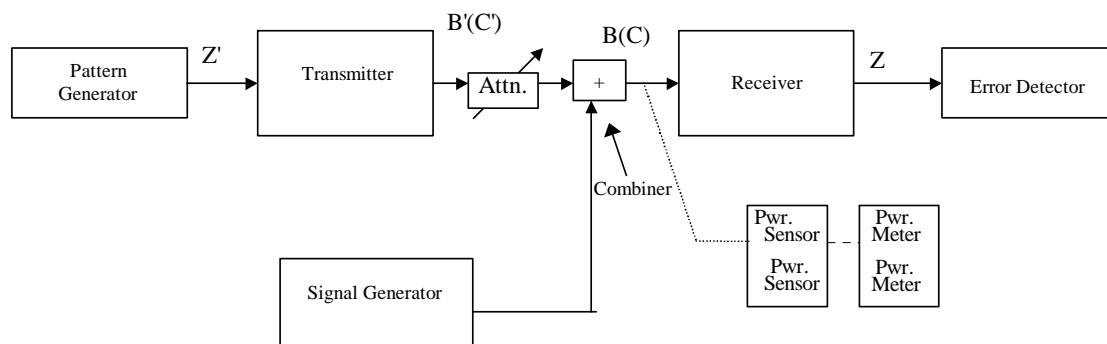 B'(C')
B(C)
Z'
Z
Pattern
Generator
Transmitter
Attn.
+
Receiver
Error Detector
Combiner
Pwr.
Sensor
Pwr.
Sensor
Pwr.
Meter
Pwr.
Meter
Signal Generator